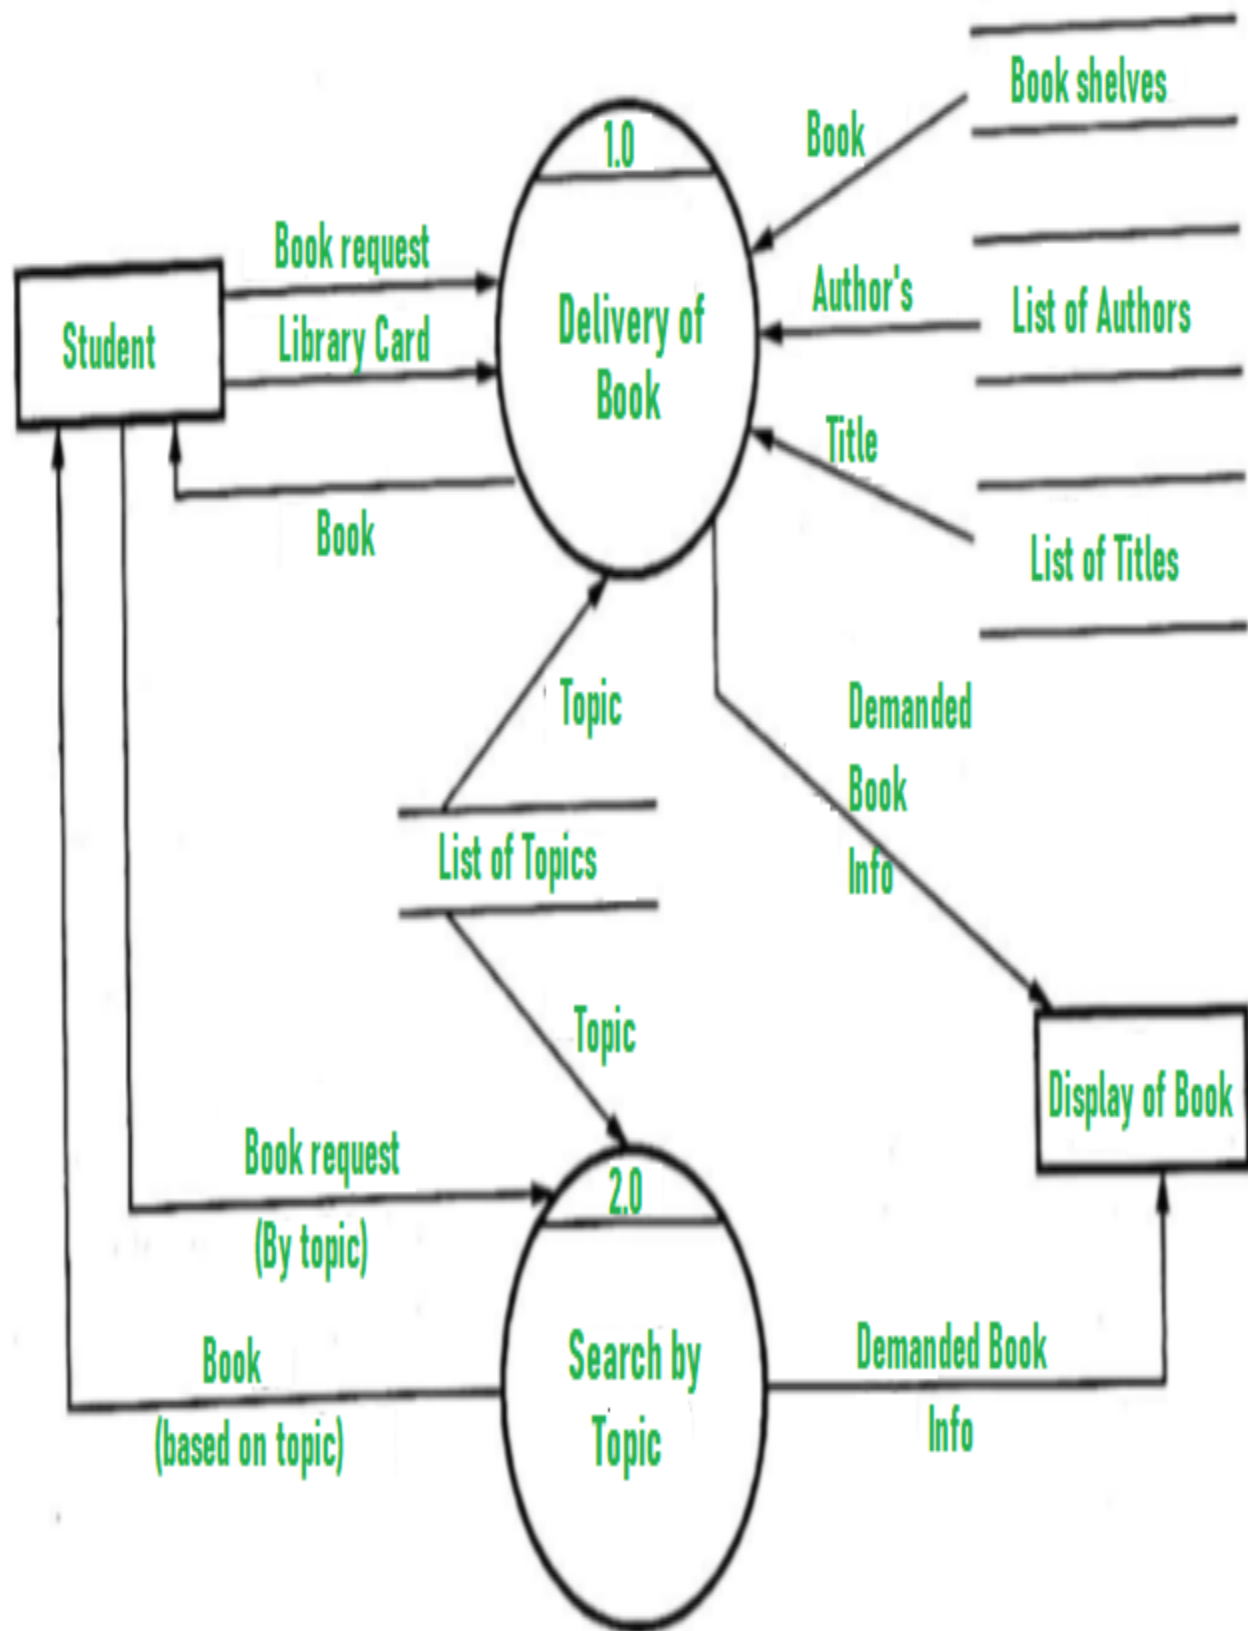 Book shelves
Book
1.0
Book request
Author's
List of Authors
Delivery of
Book
Student
Library Card
Title
Book
List of Titles
Topic
Demanded
Book
Info
List of Topics
Topic
Display of Book
Book request
(By topic)
2.0
Book
(based on topic)
Search by
Topic
Demanded Book
Info